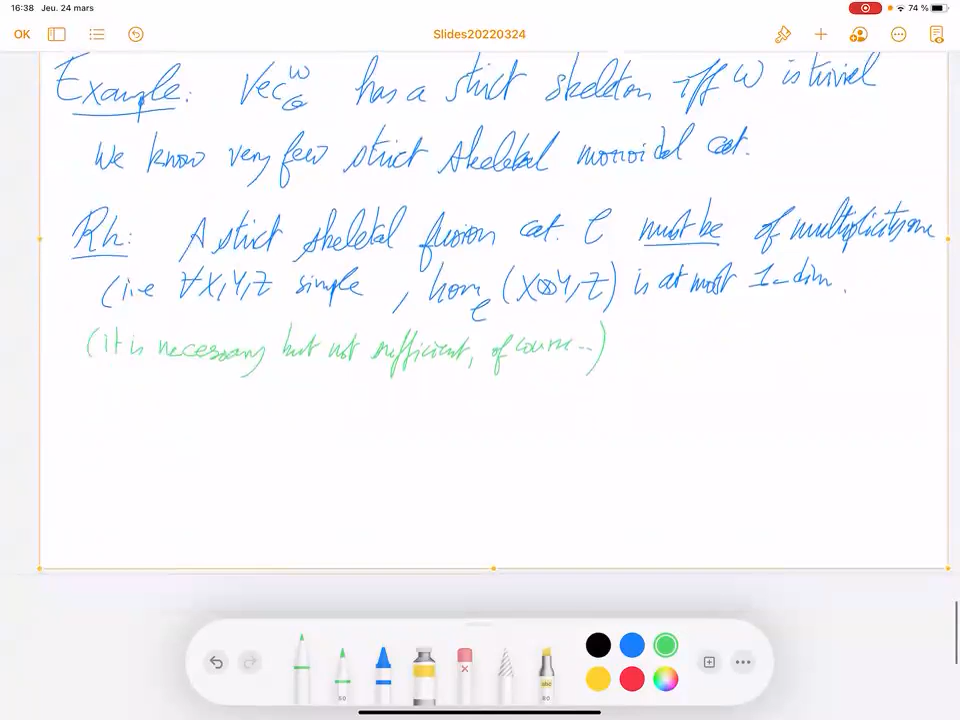 16:38 Jeu. 24 mars
74 %
OK
Slides20220324
Example: Vec_G^ω has a strict skeleton iff ω is trivial
We know very few strict skeletal monoidal cat.
Rk: A strict skeletal fusion cat. C must be of multiplicity one
(i.e ∀X,Y,Z simple, hom_C (X⊗Y, Z) is at most 1-dim.
(it is necessary but not sufficient, of course...)
50
80